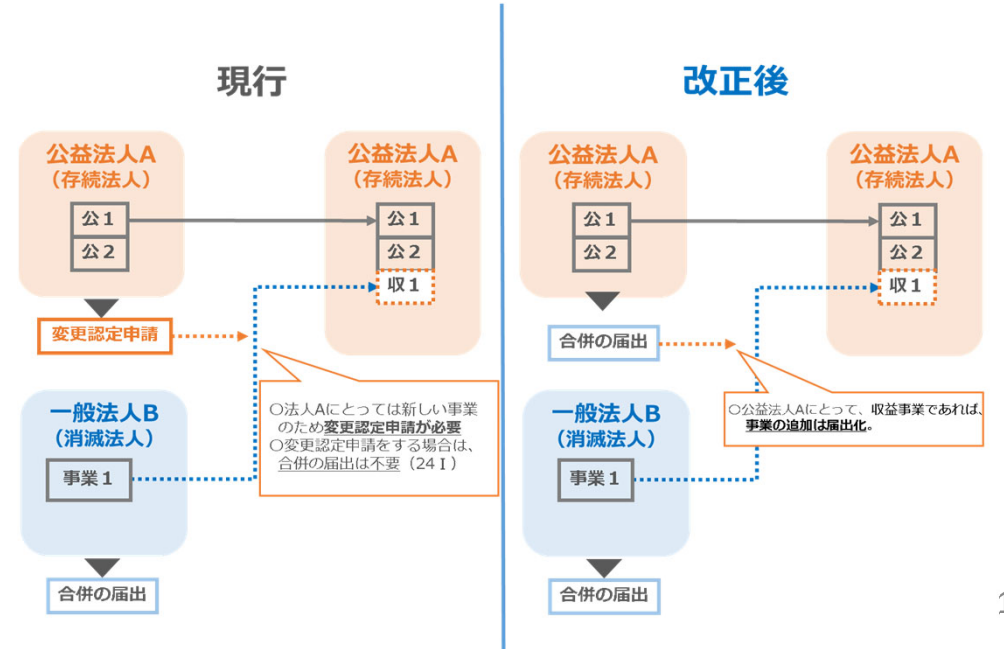 現行
公益法人A
（存続法人）
公1
公2
変更認定申請
公益法人A
（存続法人）
公1
公2
収1
○法人Aにとっては新しい事業
のため変更認定申請が必要
○変更認定申請をする場合は、
合併の届出は不要（24Ⅰ）
一般法人B
（消滅法人）
事業1
合併の届出
改正後
公益法人A
（存続法人）
公1
公2
合併の届出
公益法人A
（存続法人）
公1
公2
収1
○公益法人Aにとって、収益事業であれば、
事業の追加は届出化。
一般法人B
（消滅法人）
事業1
合併の届出